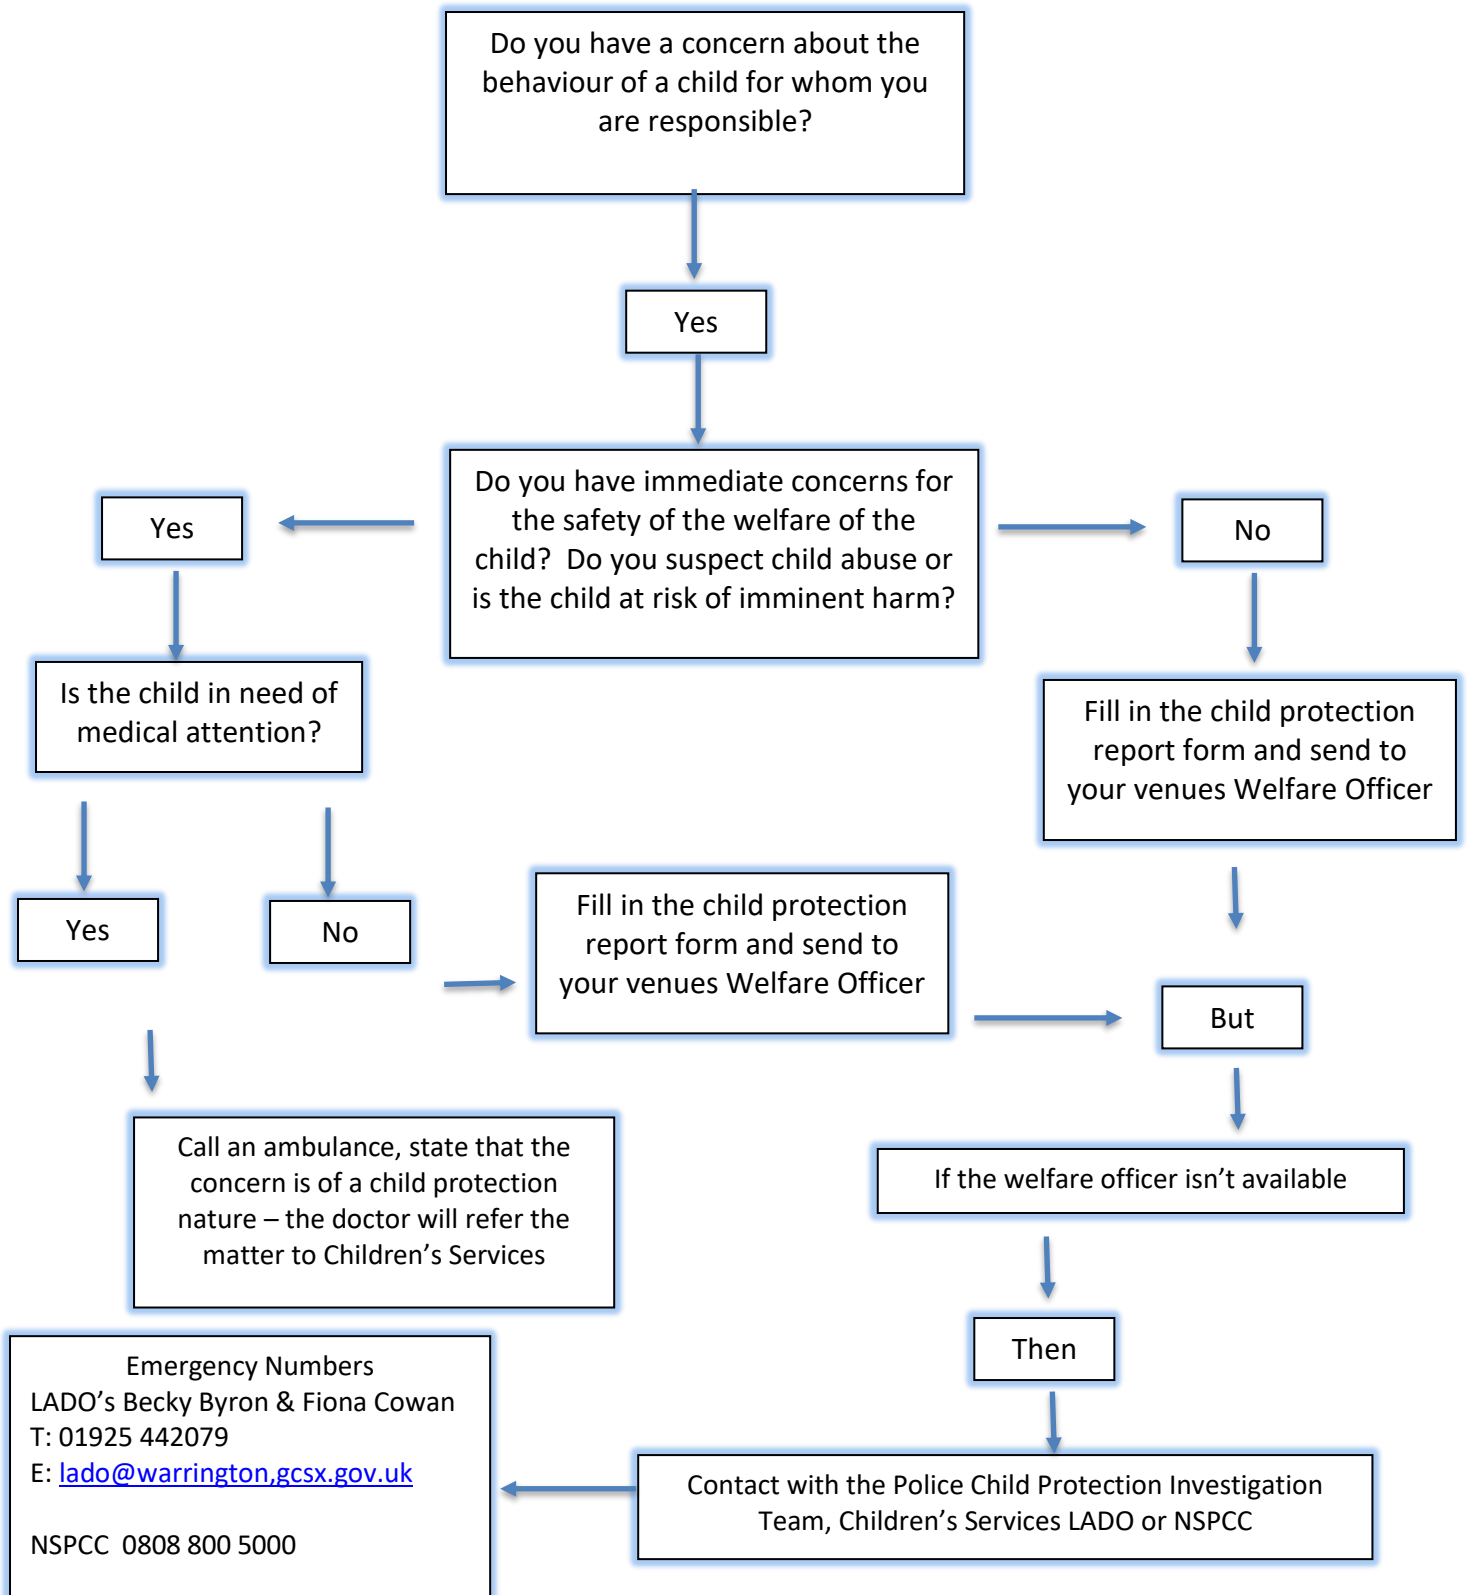 Do you have a concern about the
behaviour of a child for whom you
are responsible?
Yes
Do you have immediate concerns for
the safety of the welfare of the
child?  Do you suspect child abuse or
is the child at risk of imminent harm?
Yes
No
Is the child in need of
medical attention?
Fill in the child protection
report form and send to
your venues Welfare Officer
Yes
No
Fill in the child protection
report form and send to
your venues Welfare Officer
But
Call an ambulance, state that the
concern is of a child protection
nature – the doctor will refer the
matter to Children’s Services
If the welfare officer isn’t available
Then
Contact with the Police Child Protection Investigation
Team, Children’s Services LADO or NSPCC
Emergency Numbers
LADO’s Becky Byron & Fiona Cowan
T: 01925 442079
E: lado@warrington,gcsx.gov.uk
NSPCC  0808 800 5000